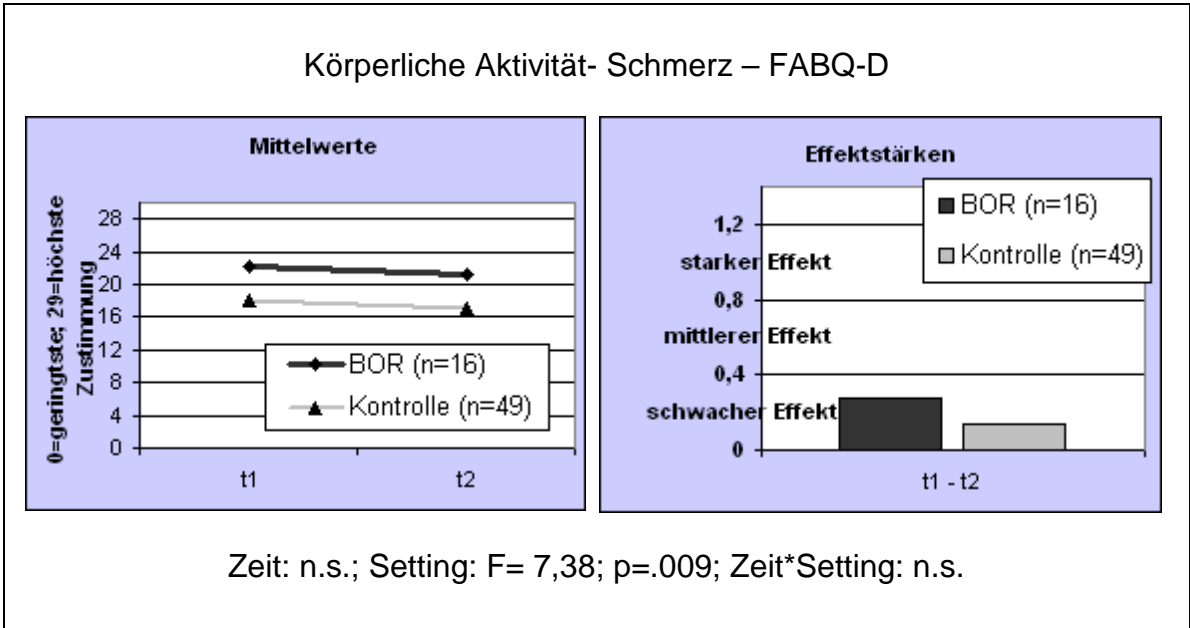 Körperliche Aktivität- Schmerz – FABQ-D
Mittelwerte
0=geringtste; 29=höchste
Zustimmung
28
24
20
16
12
8
4
0
BOR (n=16)
Kontrolle (n=49)
t1
t2
Effektstärken
BOR (n=16)
Kontrolle (n=49)
1,2
starker Effekt
0,8
mittlerer Effekt
0,4
schwacher Effekt
0
t1 - t2
Zeit: n.s.; Setting: F= 7,38; p=.009; Zeit*Setting: n.s.